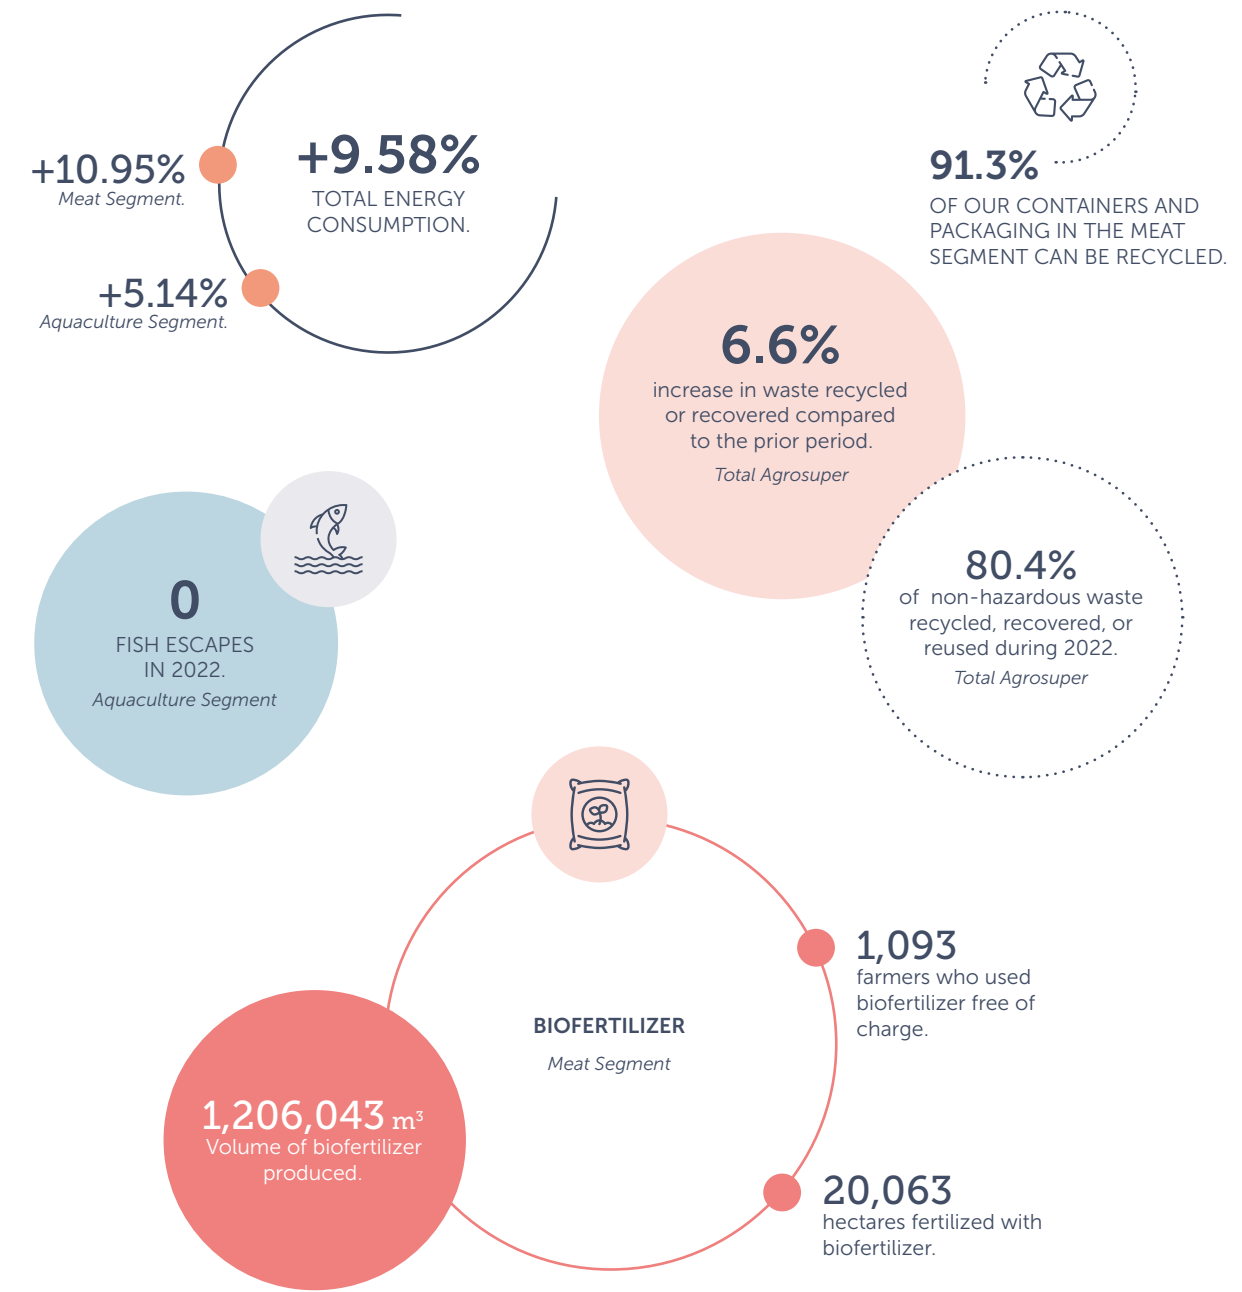 +9.58%
TOTAL ENERGY
CONSUMPTION.
+10.95%
Meat Segment.
+5.14%
Aquaculture Segment.
91.3%
OF OUR CONTAINERS AND
PACKAGING IN THE MEAT
SEGMENT CAN BE RECYCLED.
6.6%
increase in waste recycled
or recovered compared
to the prior period.
Total Agrosuper
80.4%
of non-hazardous waste
recycled, recovered, or
reused during 2022.
Total Agrosuper
0
FISH ESCAPES
IN 2022.
Aquaculture Segment
BIOFERTILIZER
Meat Segment
1,093
farmers who used
biofertilizer free of
charge.
1,206,043 m³
Volume of biofertilizer
produced.
20,063
hectares fertilized with
biofertilizer.